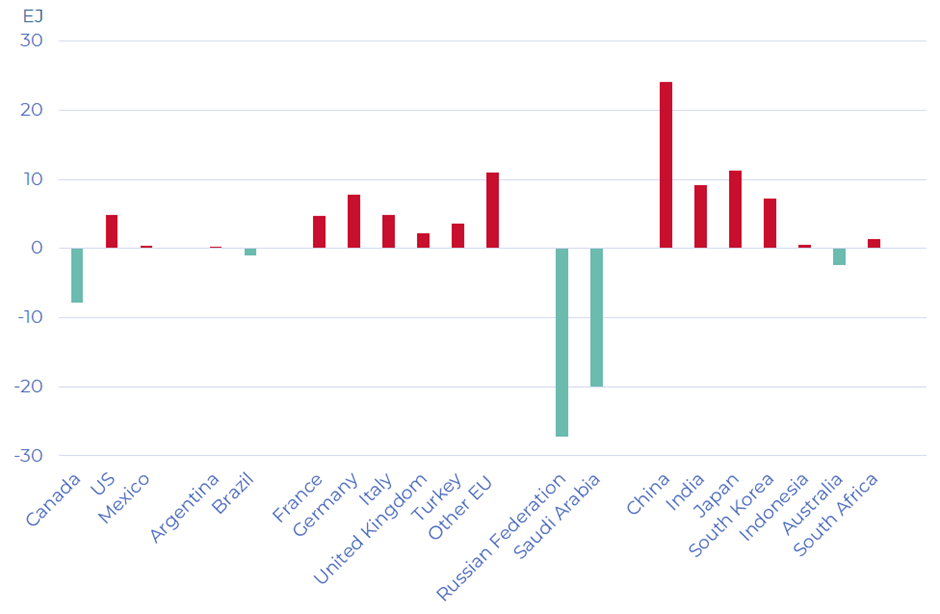 EJ
30
20
10
0
-10
-20
-30
Canada
US
Mexico
Argentina
Brazil
France
Germany
Italy
United Kingdom
Turkey
Other EU
Russian Federation
Saudi Arabia
China
India
Japan
South Korea
Indonesia
Australia
South Africa